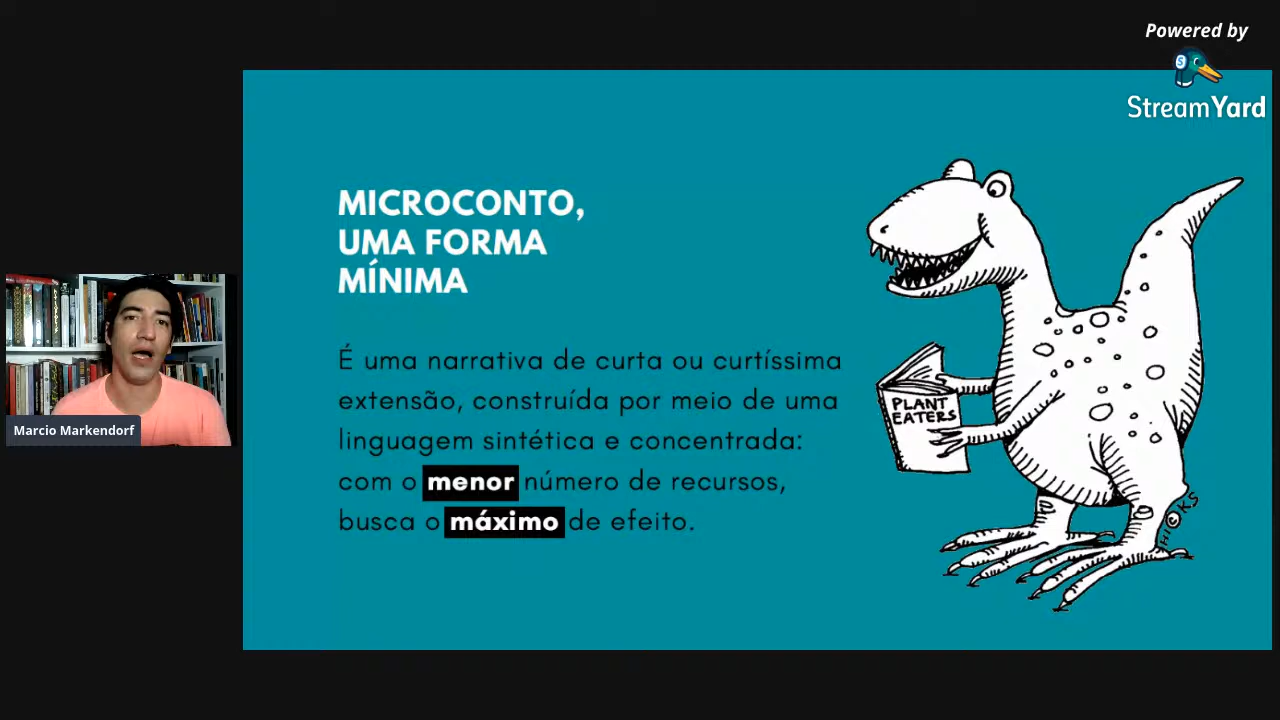 Powered by
StreamYard
MICROCONTO,
UMA FORMA
MÍNIMA
É uma narrativa de curta ou curtíssima
extensão, construída por meio de uma
linguagem sintética e concentrada:
com o menor número de recursos,
busca o máximo de efeito.
PLANT
EATERS
HICKS
Marcio Markendorf